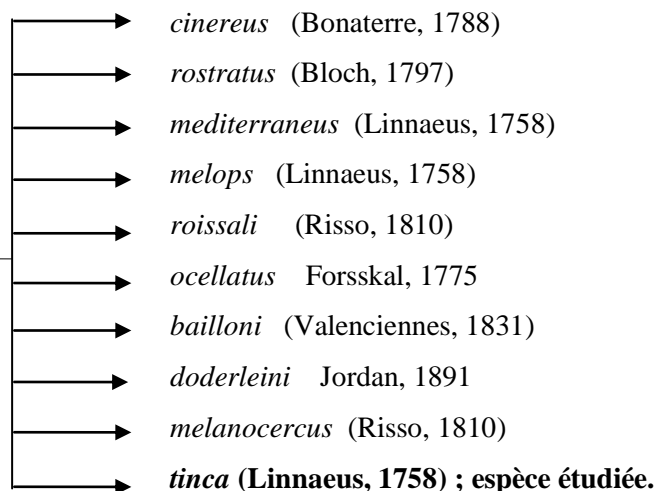 cinereus (Bonaterre, 1788)
rostratus (Bloch, 1797)
mediterraneus (Linnaeus, 1758)
melops (Linnaeus, 1758)
roissali (Risso, 1810)
ocellatus Forsskal, 1775
bailloni (Valenciennes, 1831)
doderleini Jordan, 1891
melanocercus (Risso, 1810)
tinca (Linnaeus, 1758) ; espèce étudiée.